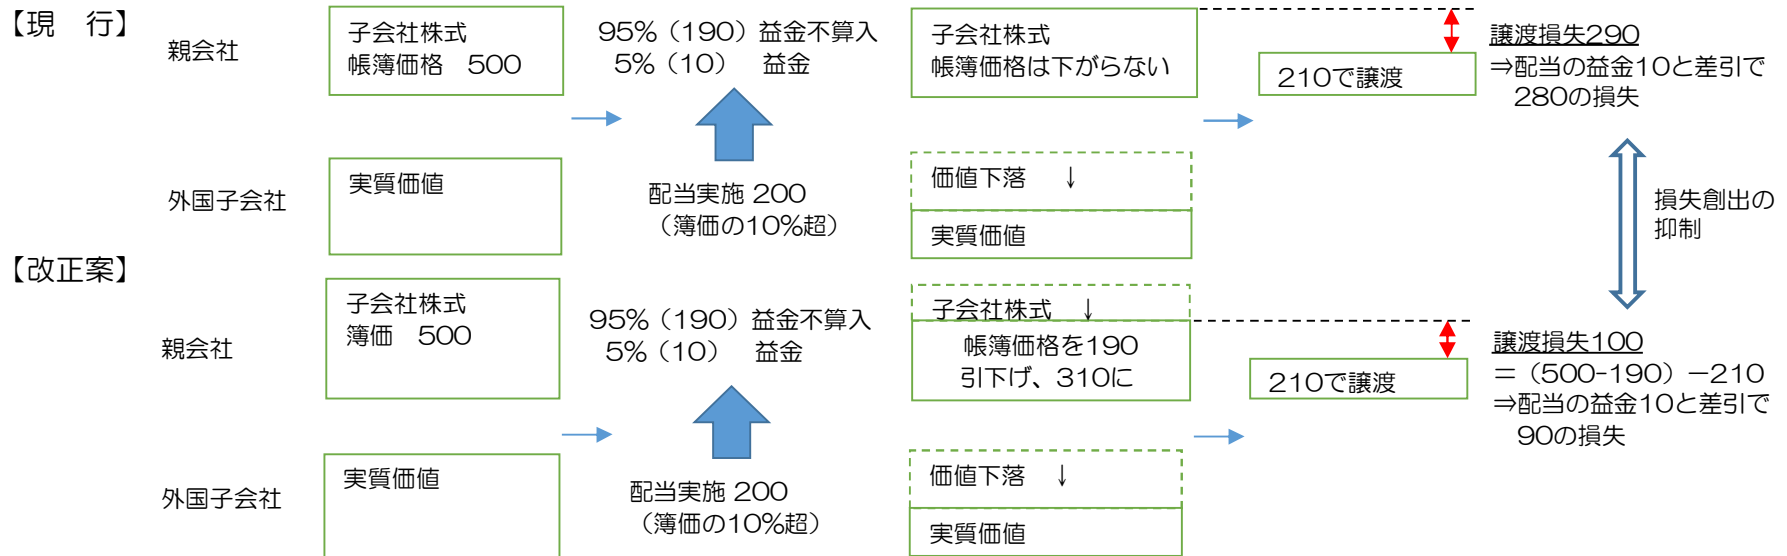 【現　行】
親会社
子会社株式
帳簿価格　500
95%（190）益金不算入
5%（10）　益金
子会社株式
帳簿価格は下がらない
210で譲渡
譲渡損失290
⇒配当の益金10と差引で
280の損失
外国子会社
実質価値
配当実施 200
（簿価の10%超）
価値下落　↓
実質価値
損失創出の
抑制
【改正案】
親会社
子会社株式
簿価　500
95%（190）益金不算入
5%（10）　益金
子会社株式　↓
帳簿価格を190
引下げ、310に
210で譲渡
譲渡損失100
＝（500-190）－210
⇒配当の益金10と差引で
90の損失
外国子会社
実質価値
配当実施 200
（簿価の10%超）
価値下落　↓
実質価値